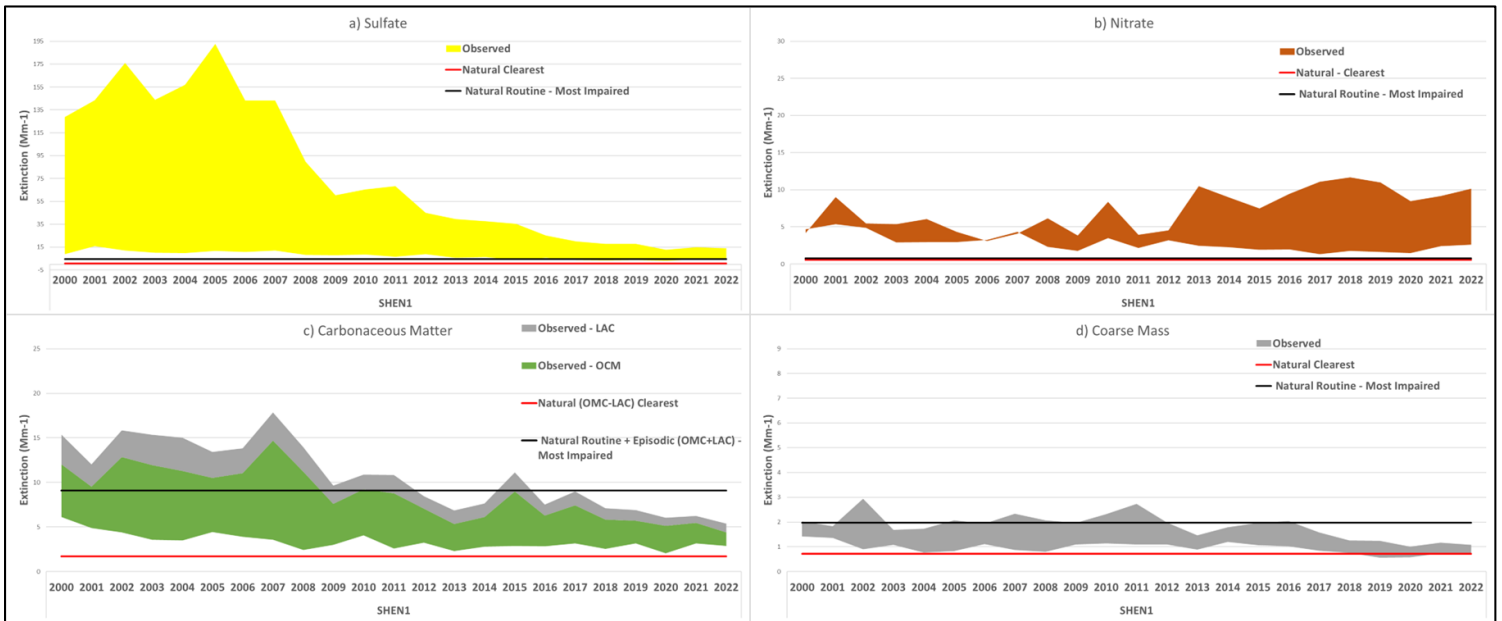 a) Sulfate
195
175
155
135
115
95
75
55
35
15
-5
Extinction (Mm-1)
Observed
Natural Clearest
Natural Routine - Most Impaired
2000 2001 2002 2003 2004 2005 2006 2007 2008 2009 2010 2011 2012 2013 2014 2015 2016 2017 2018 2019 2020 2021 2022
SHEN1
b) Nitrate
30
25
20
15
10
5
0
Extinction (Mm-1)
Observed
Natural - Clearest
Natural Routine - Most Impaired
2000 2001 2002 2003 2004 2005 2006 2007 2008 2009 2010 2011 2012 2013 2014 2015 2016 2017 2018 2019 2020 2021 2022
SHEN1
c) Carbonaceous Matter
25
20
15
10
5
0
Extinction (Mm-1)
Observed - LAC
Observed - OCM
Natural (OMC-LAC) Clearest
Natural Routine + Episodic (OMC+LAC) -
Most Impaired
2000 2001 2002 2003 2004 2005 2006 2007 2008 2009 2010 2011 2012 2013 2014 2015 2016 2017 2018 2019 2020 2021 2022
SHEN1
d) Coarse Mass
9
8
7
6
5
4
3
2
1
0
Extinction (Mm-1)
Observed
Natural Clearest
Natural Routine - Most Impaired
2000 2001 2002 2003 2004 2005 2006 2007 2008 2009 2010 2011 2012 2013 2014 2015 2016 2017 2018 2019 2020 2021 2022
SHEN1